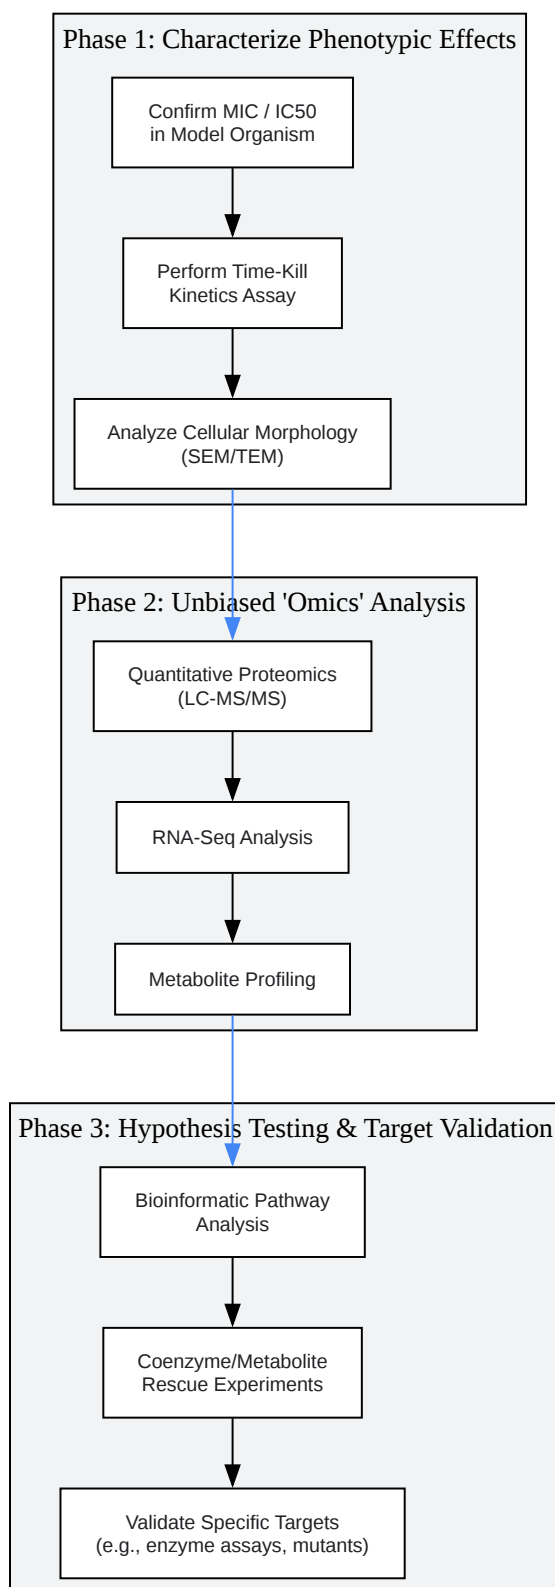 Phase 1: Characterize Phenotypic Effects
Confirm MIC / IC50
in Model Organism
Perform Time-Kill
Kinetics Assay
Analyze Cellular Morphology
(SEM/TEM)
Phase 2: Unbiased 'Omics' Analysis
Quantitative Proteomics
(LC-MS/MS)
RNA-Seq Analysis
Metabolite Profiling
Phase 3: Hypothesis Testing & Target Validation
Bioinformatic Pathway
Analysis
Coenzyme/Metabolite
Rescue Experiments
Validate Specific Targets
(e.g., enzyme assays, mutants)